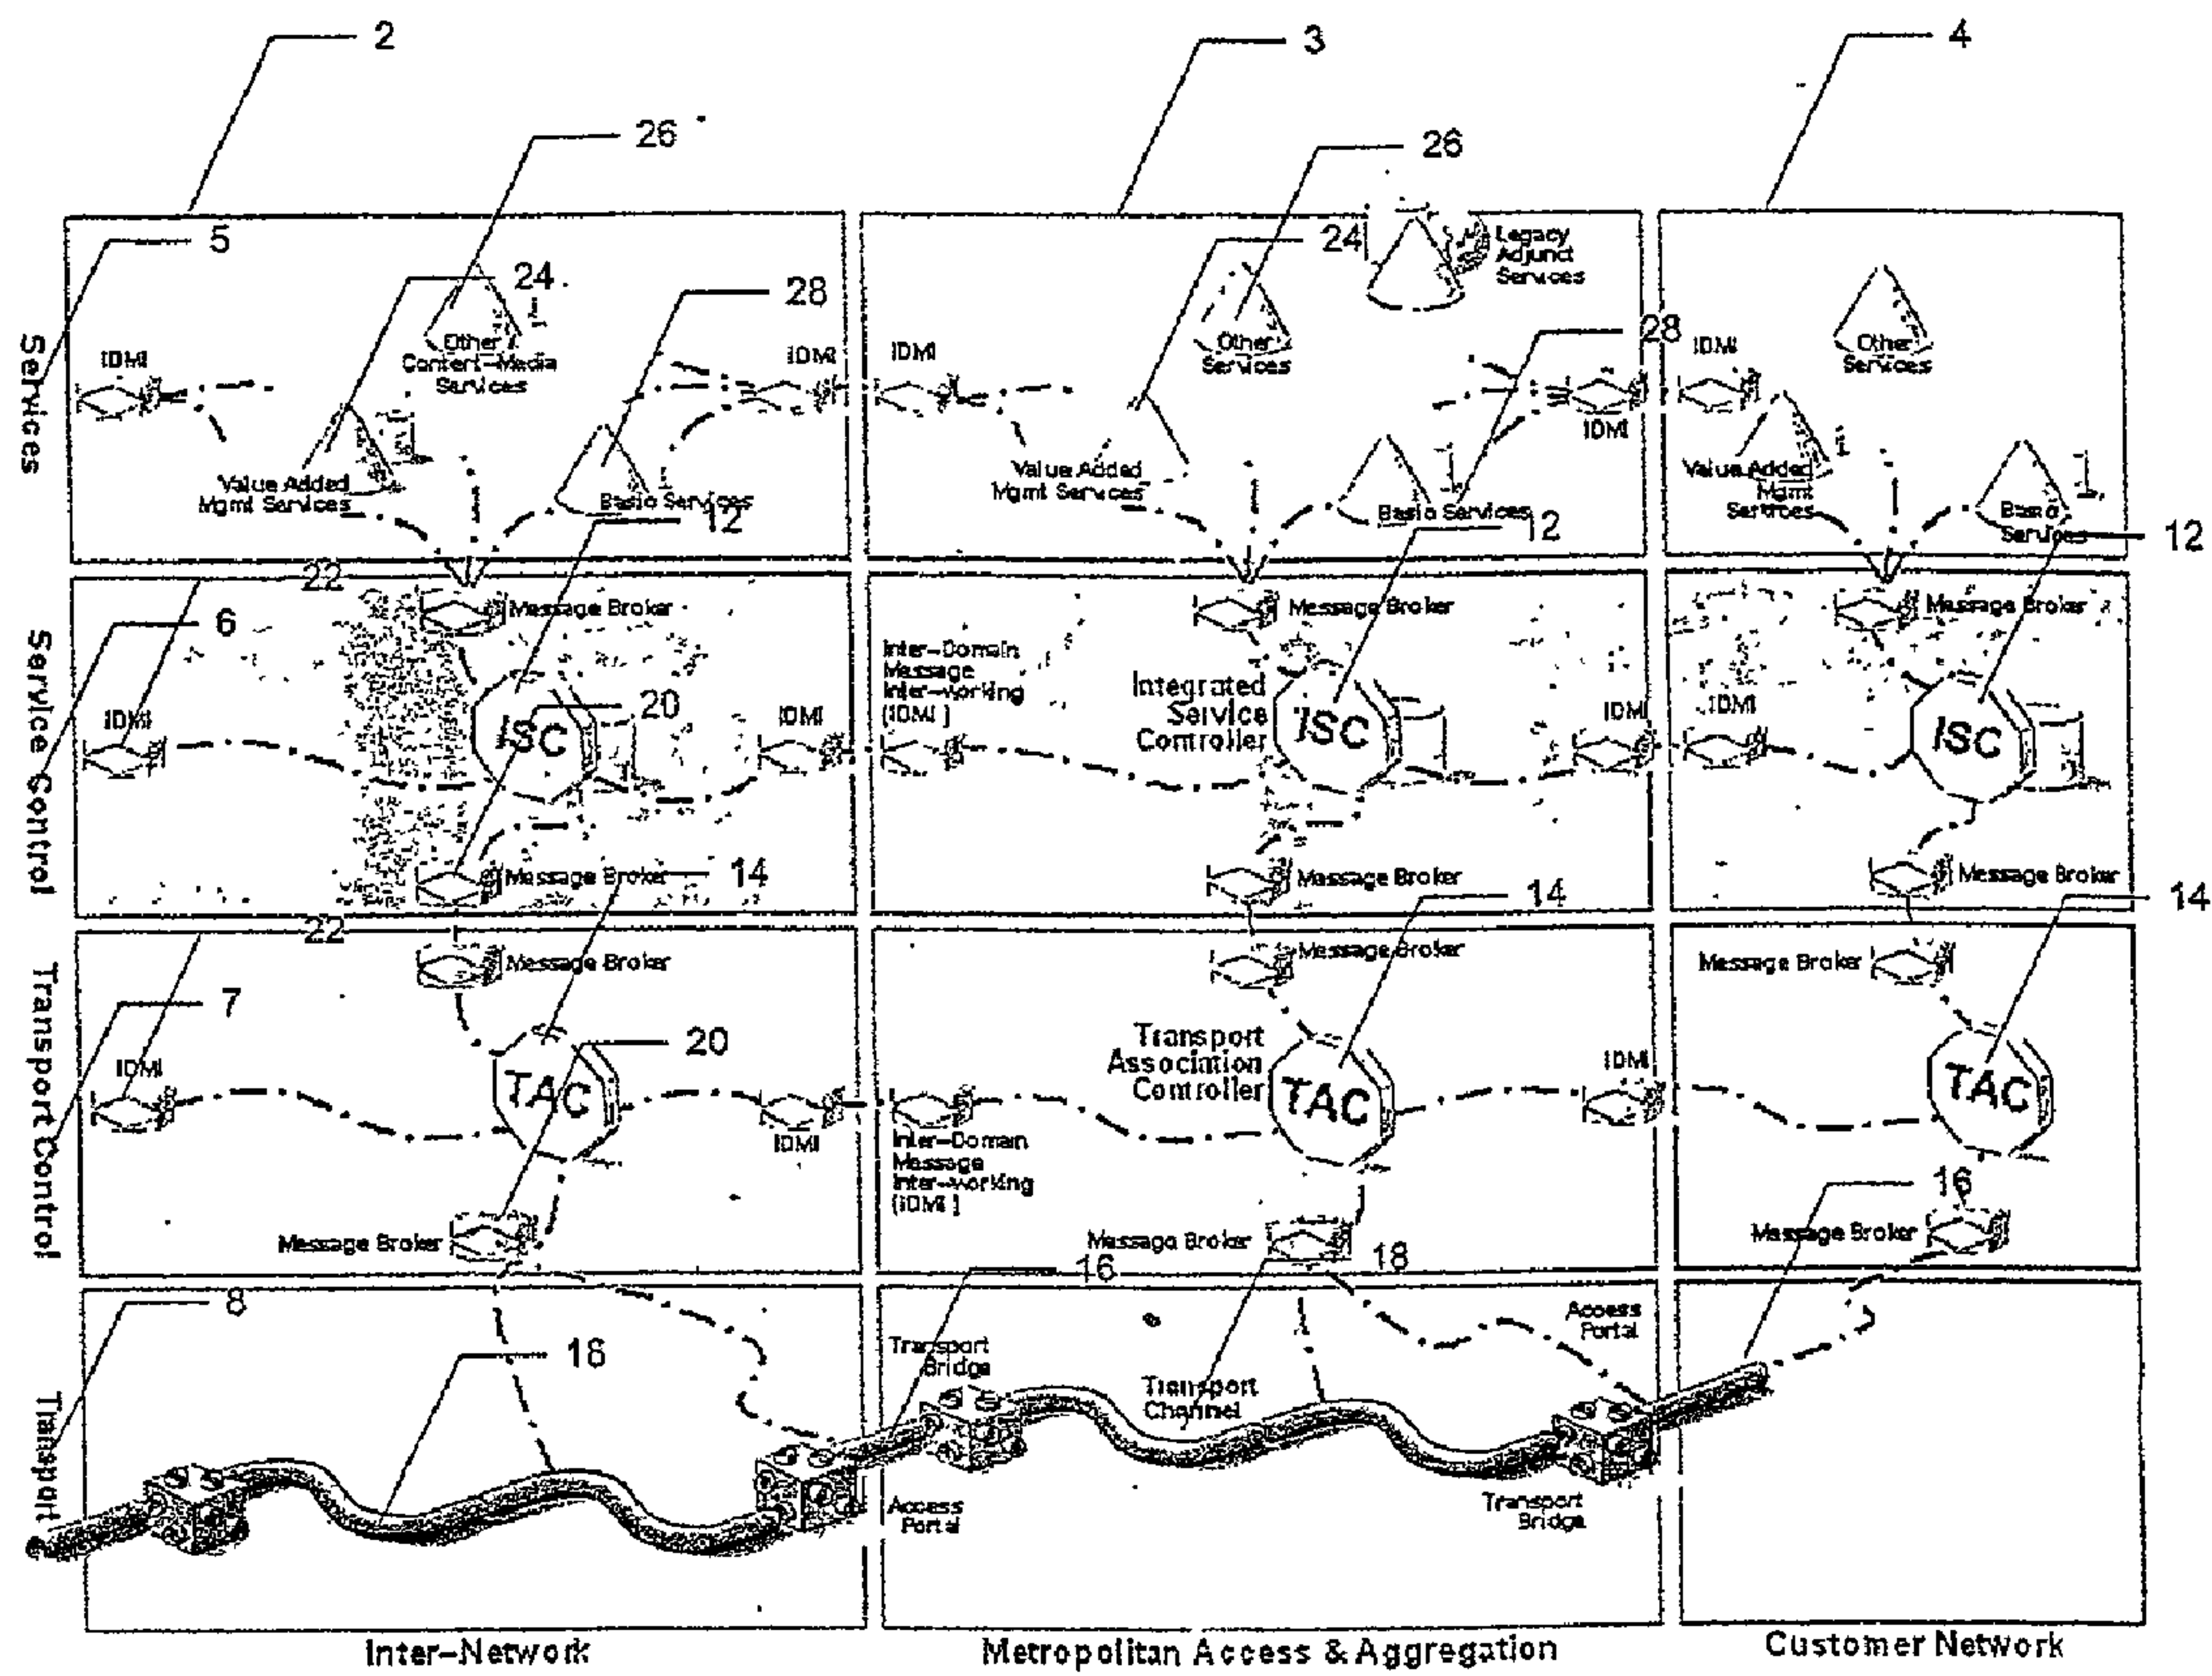 2
3
4
26
26
5
24
28
24
Legacy
Adjunct
Services
28
Services
IDMI
Other
Content-Media
Services
IDMI
IDMI
Other
Services
IDMI
IDMI
Other
Services
Value Added
Mgmt Services
Basic Services
Value Added
Mgmt Services
Basic Services
Value Added
Mgmt
Services
Basic
Services
12
12
12
22
6
Service Control
Message Broker
Message Broker
Message Broker
Inter-Domain
Message
Inter-working
(IDMI)
Integrated
Service
Controller
IDMI
ISC
20
IDMI
ISC
IDMI
IDMI
ISC
Message Broker
14
Message Broker
14
Message Broker
14
22
7
Transport Control
Message Broker
Message Broker
Message Broker
IDMI
TAC
20
IDMI
Transport
Association
Controller
TAC
IDMI
TAC
Inter-Domain
Message
Inter-working
(IDMI)
16
Message Broker
Message Broker
18
Message Broker
16
8
18
Transport
Transport
Bridge
Transport
Channel
Access
Portal
Access
Portal
Transport
Bridge
Inter-Network
Metropolitan Access & Aggregation
Customer Network